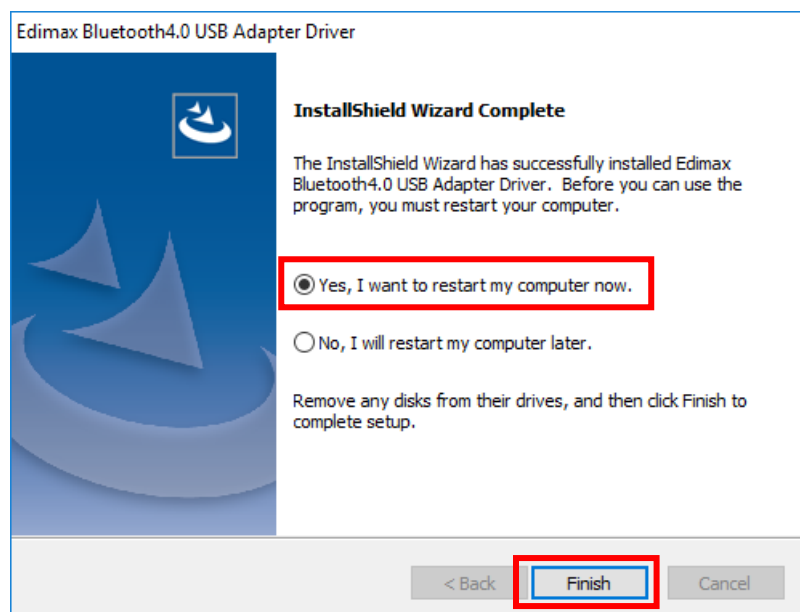 Edimax Bluetooth4.0 USB Adapter Driver
InstallShield Wizard Complete
The InstallShield Wizard has successfully installed Edimax
Bluetooth4.0 USB Adapter Driver.  Before you can use the
program, you must restart your computer.
Yes, I want to restart my computer now.
No, I will restart my computer later.
Remove any disks from their drives, and then click Finish to
complete setup.
< Back
Finish
Cancel